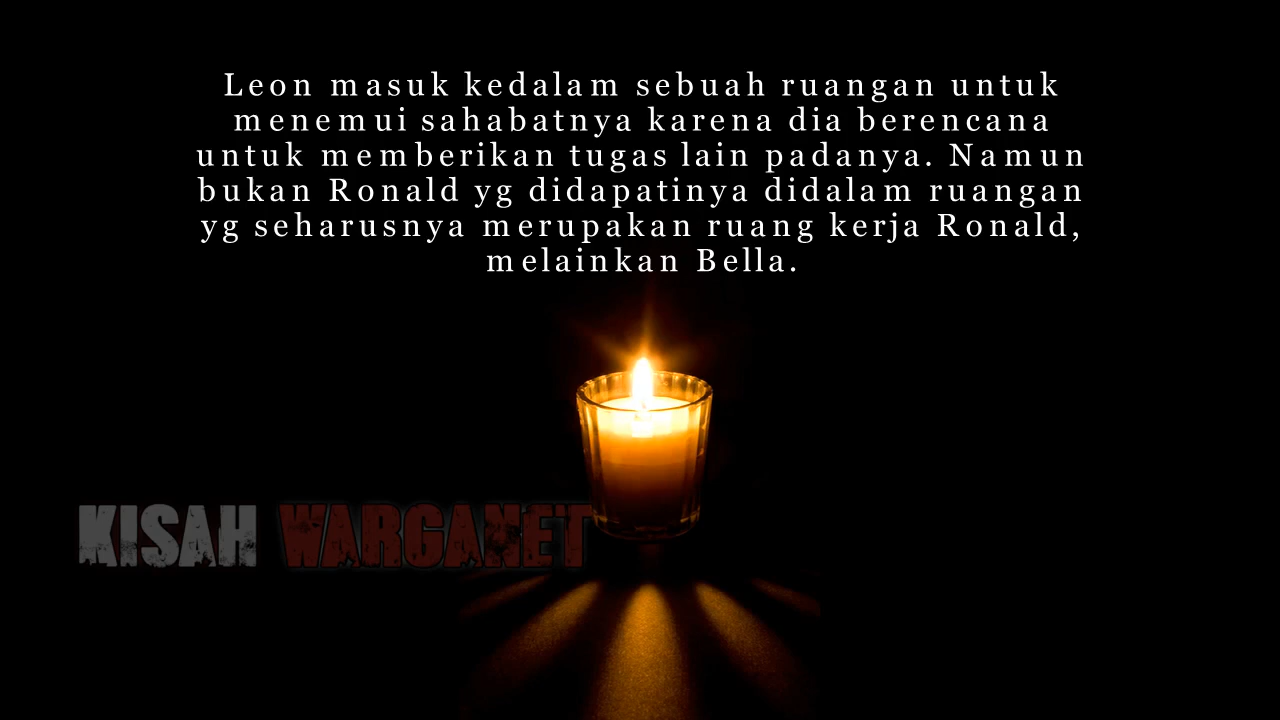 Leon masuk kedalam sebuah ruangan untuk
menemui sahabatnya karena dia berencana
untuk memberikan tugas lain padanya. Namun
bukan Ronald yg didapatinya didalam ruangan
yg seharusnya merupakan ruang kerja Ronald,
melainkan Bella.
KISAH WARGANET